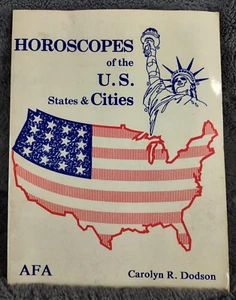 HOROSCOPES
of the
U.S.
States & Cities
AFA
Carolyn R. Dodson